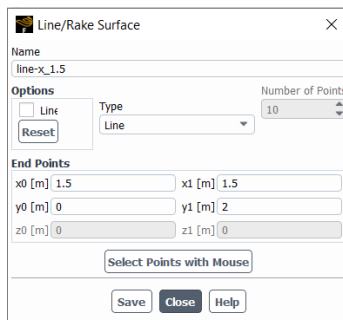 Line/Rake Surface
Name
line-x_1.5
Options
Type
Number of Points
Line
10
Reset
Line
End Points
x0 [m] 1.5 x1 [m] 1.5
y0 [m] 0 y1 [m] 2
z0 [m] 0 z1 [m] 0
Select Points with Mouse
Save Close Help